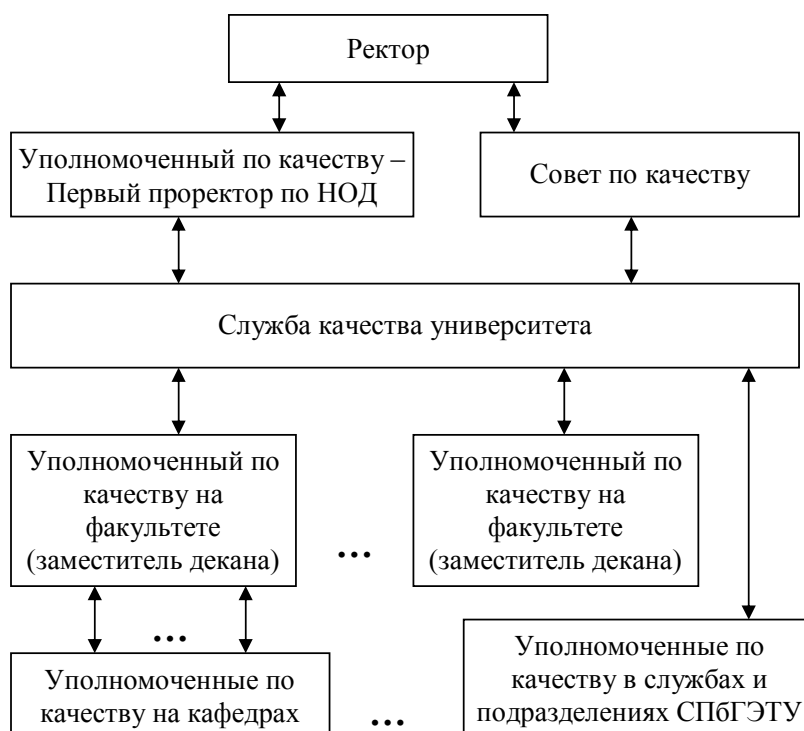 Ректор
Уполномоченный по качеству –
Первый проректор по НОД
Совет по качеству
Служба качества университета
Уполномоченный по
качеству на
факультете
(заместитель декана)
...
Уполномоченный по
качеству на
факультете
(заместитель декана)
...
Уполномоченные по
качеству на кафедрах
...
Уполномоченные по
качеству в службах и
подразделениях СПбГЭТУ